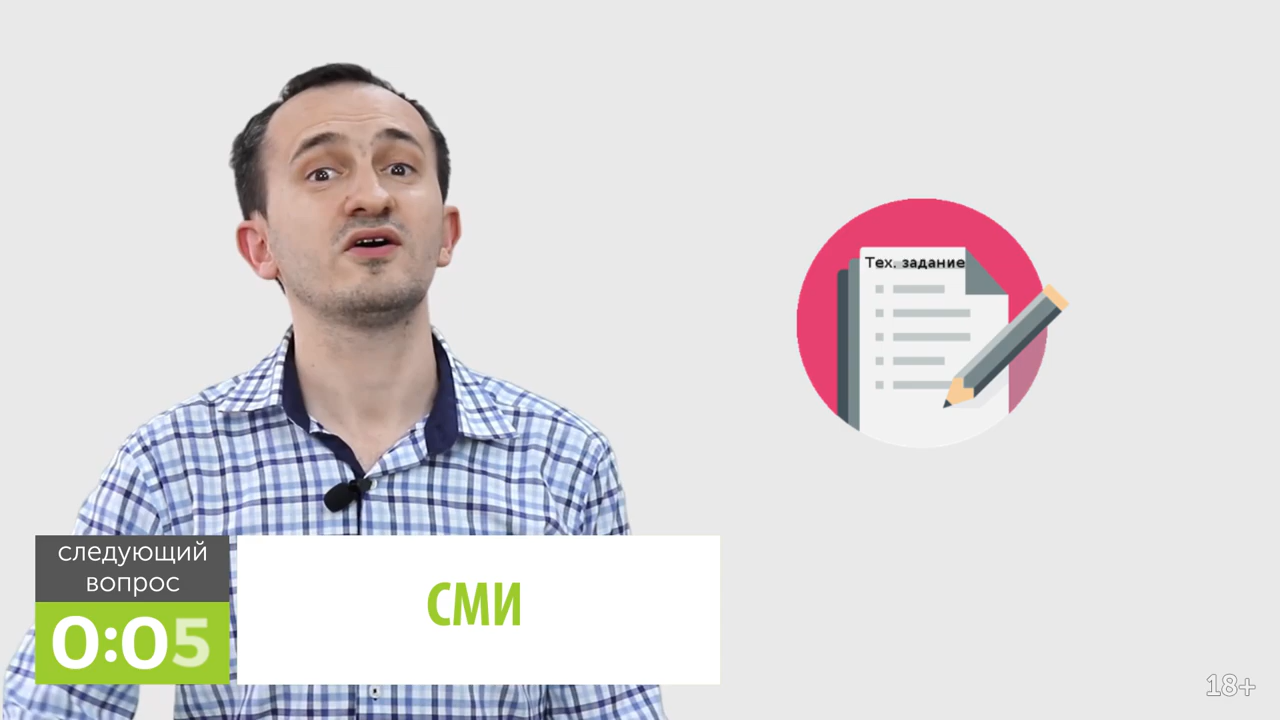 Тех. задание
следующий
вопрос
0:05
СМИ
18+